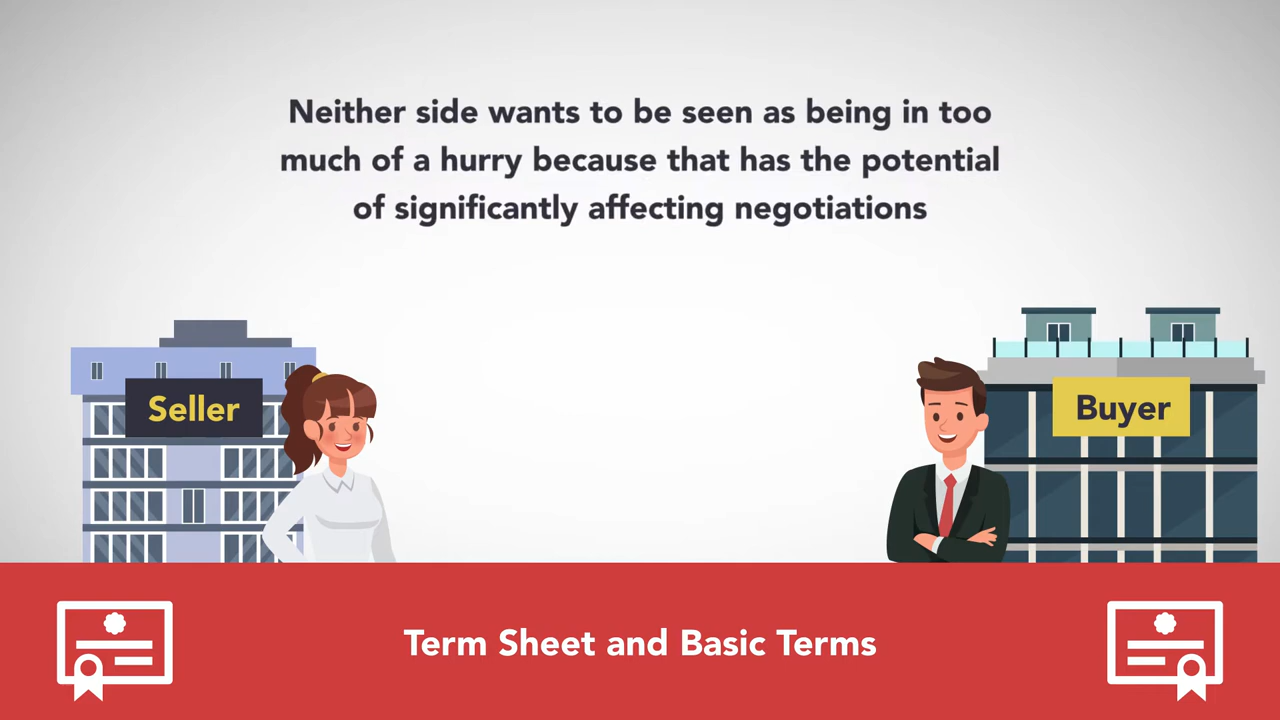 Neither side wants to be seen as being in too
much of a hurry because that has the potential
of significantly affecting negotiations
Seller
Buyer
Term Sheet and Basic Terms